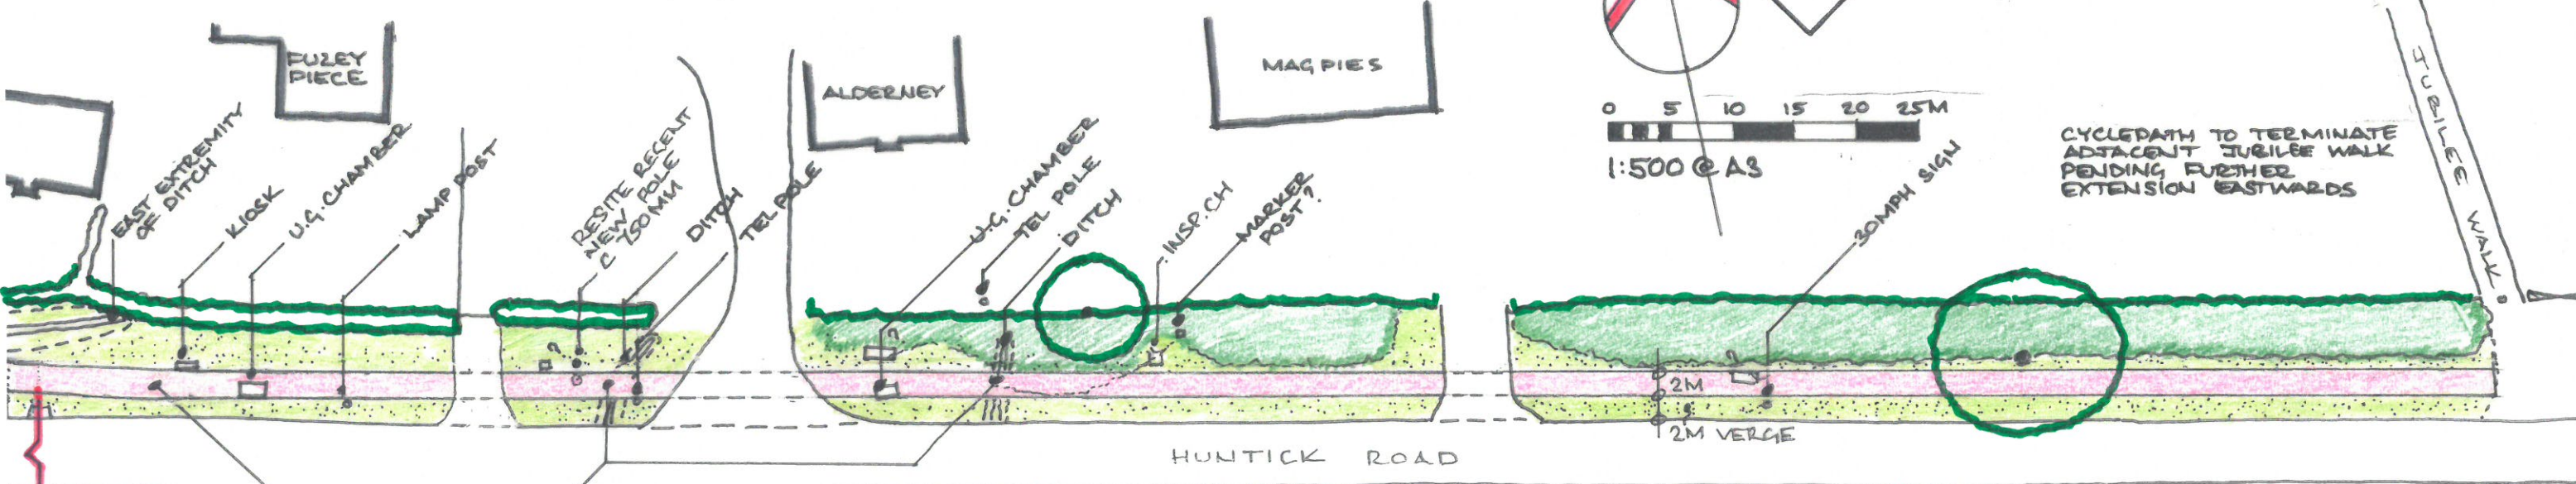 FUZEY
PIECE
ALDERNEY
MAGPIES
EAST EXTREMITY
OF DITCH
KIOSK
U.G. CHAMBER
LAMP POST
RESITE RECENT
NEW POLE
750MM
DITCH
TEL POLE
U.G. CHAMBER
TEL POLE
DITCH
INSP. CH
MARKER
POST?
0 5 10 15 20 25M
1:500 @ A3
30MPH SIGN
CYCLEPATH TO TERMINATE
ADJACENT JUBILEE WALK
PENDING FURTHER
EXTENSION EASTWARDS
JUBILEE WALK
?
?
?
2M
2M VERGE
HUNTICK ROAD